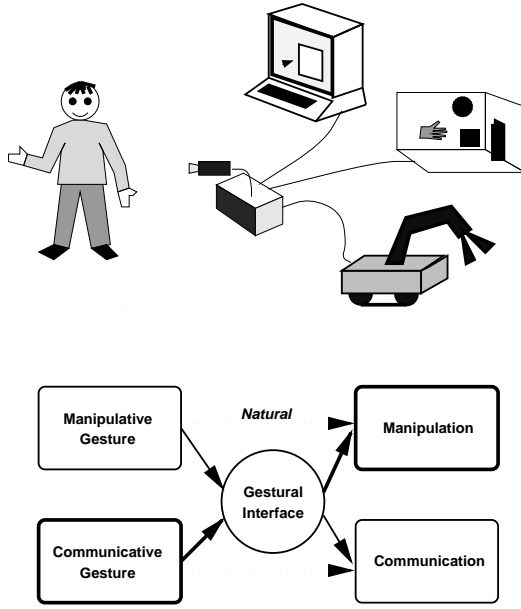 Manipulative
Gesture
Natural
Manipulation
Gestural
Interface
Communicative
Gesture
Communication